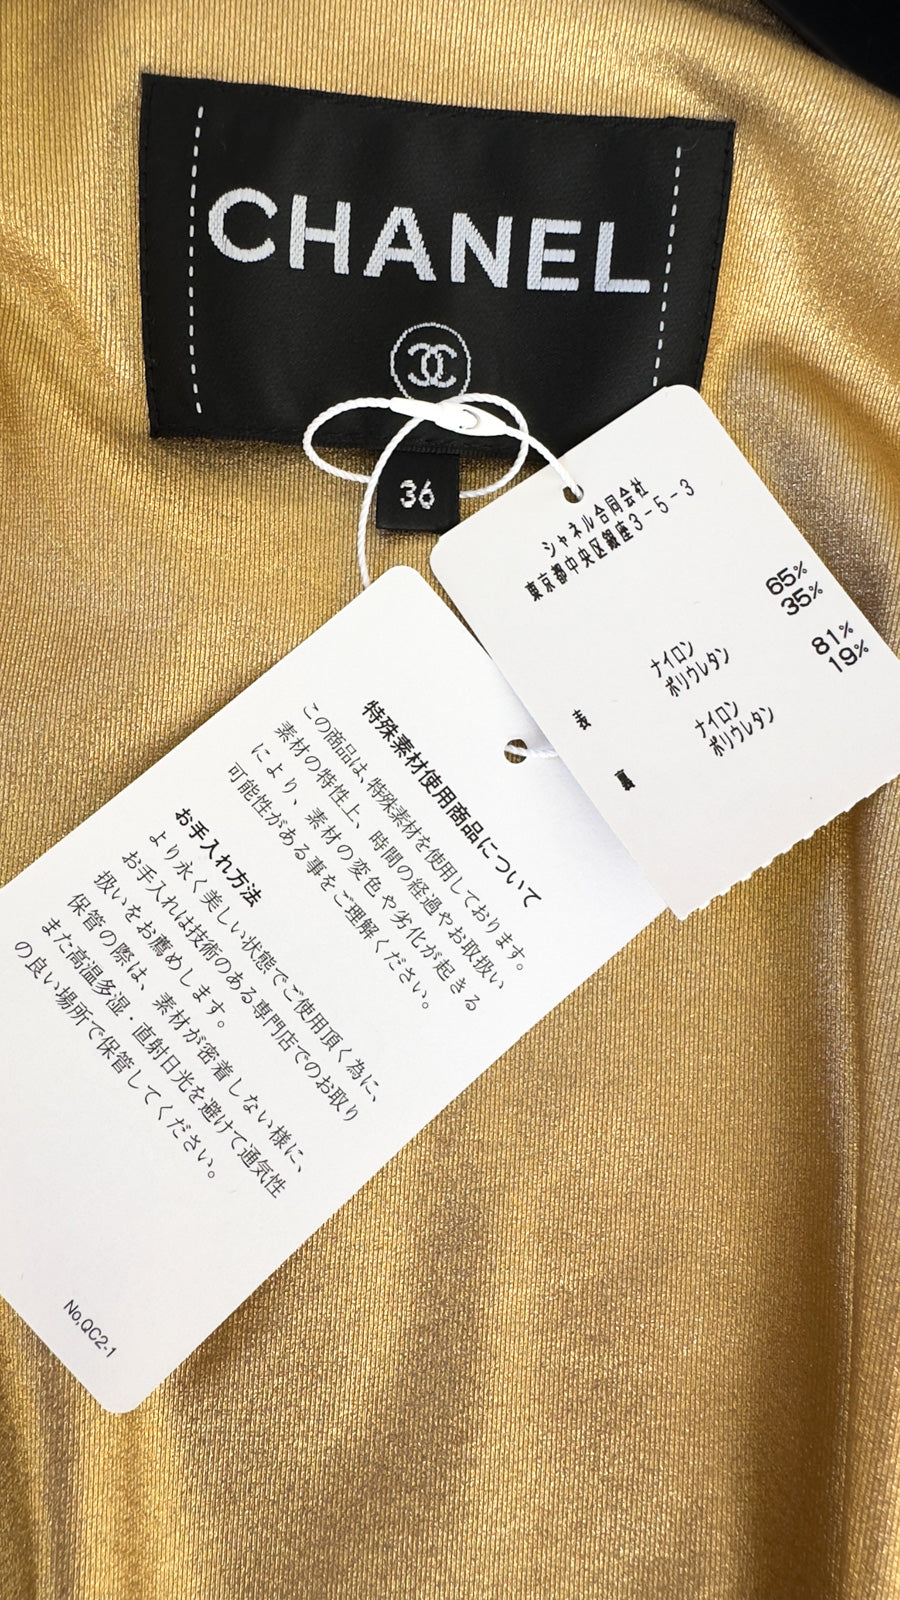 CHANEL
36
シャネル合同会社
東京都中央区銀座3-5-3
表 ナイロン 65%
ポリウレタン 35%
裏 ナイロン 81%
ポリウレタン 19%
特殊素材使用商品について
この商品は、特殊素材を使用しております。
素材の特性上、時間の経過やお取扱い
により、素材の変色や劣化が起きる
可能性がある事をご理解ください。
お手入れ方法
より永く美しい状態でご使用頂く為に、
お手入れは技術のある専門店でのお取り
扱いをお薦めします。
保管の際は、素材が密着しない様に、
また高温多湿・直射日光を避けて通気性
の良い場所で保管してください。
No,QC2-1